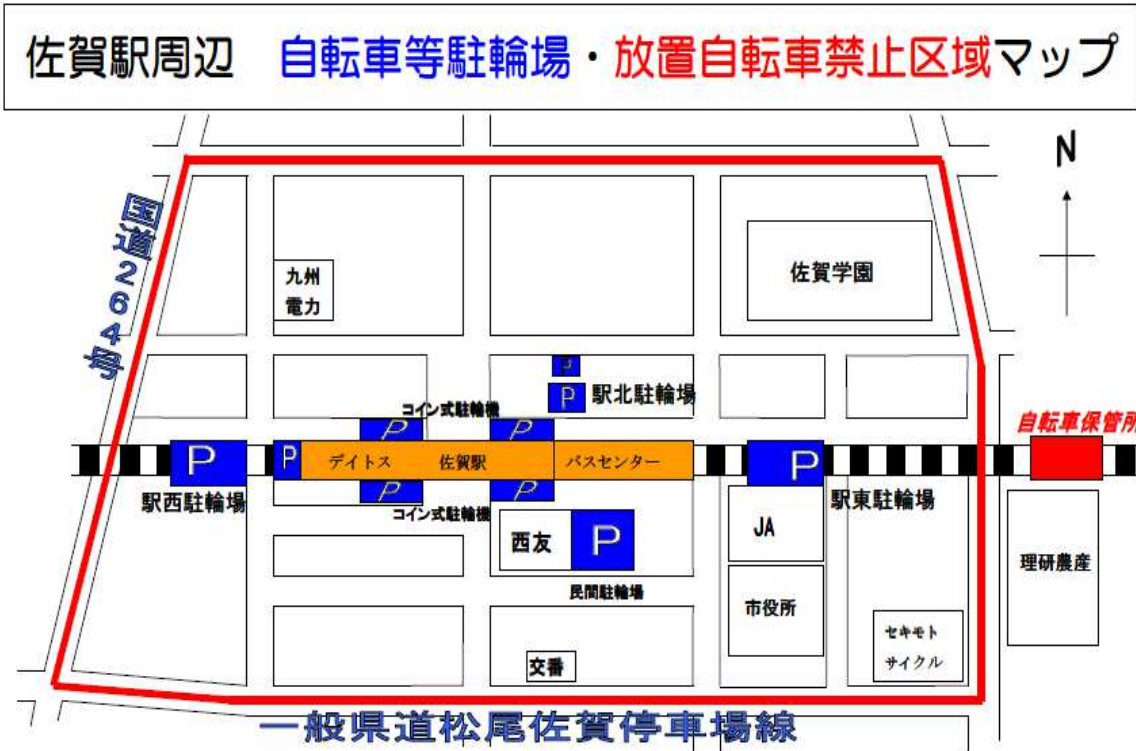 佐賀駅周辺　自転車等駐輪場・放置自転車禁止区域マップ
N
国道264号
九州
電力
佐賀学園
P
P
駅北駐輪場
コイン式駐輪機
P
P
自転車保管所
P
P
デイトス
佐賀駅
バスセンター
P
駅西駐輪場
P
P
駅東駐輪場
コイン式駐輪機
西友
P
JA
理研農産
民間駐輪場
市役所
セキモト
サイクル
交番
一般県道松尾佐賀停車場線